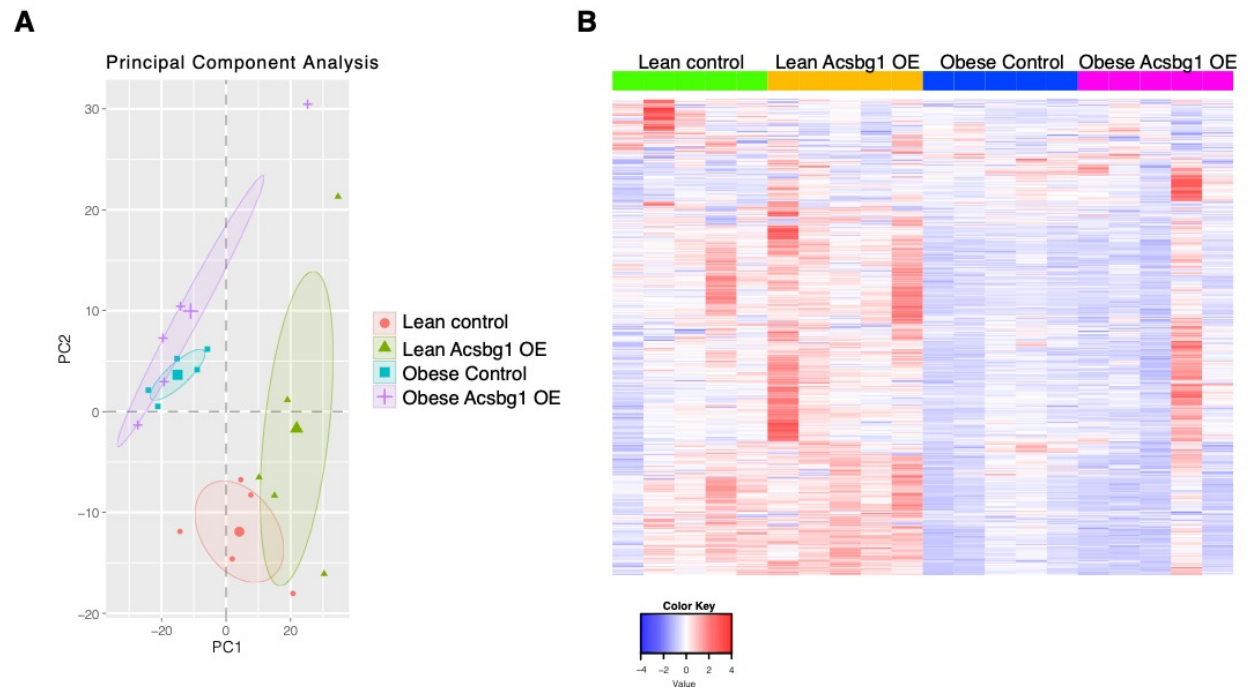 A
Principal Component Analysis
30
20
10
0
−10
−20
PC2
−20 0 20
PC1
Lean control
Lean Acsbg1 OE
Obese Control
Obese Acsbg1 OE
B
Lean control Lean Acsbg1 OE Obese Control Obese Acsbg1 OE
Color Key
−4 −2 0 2 4
Value